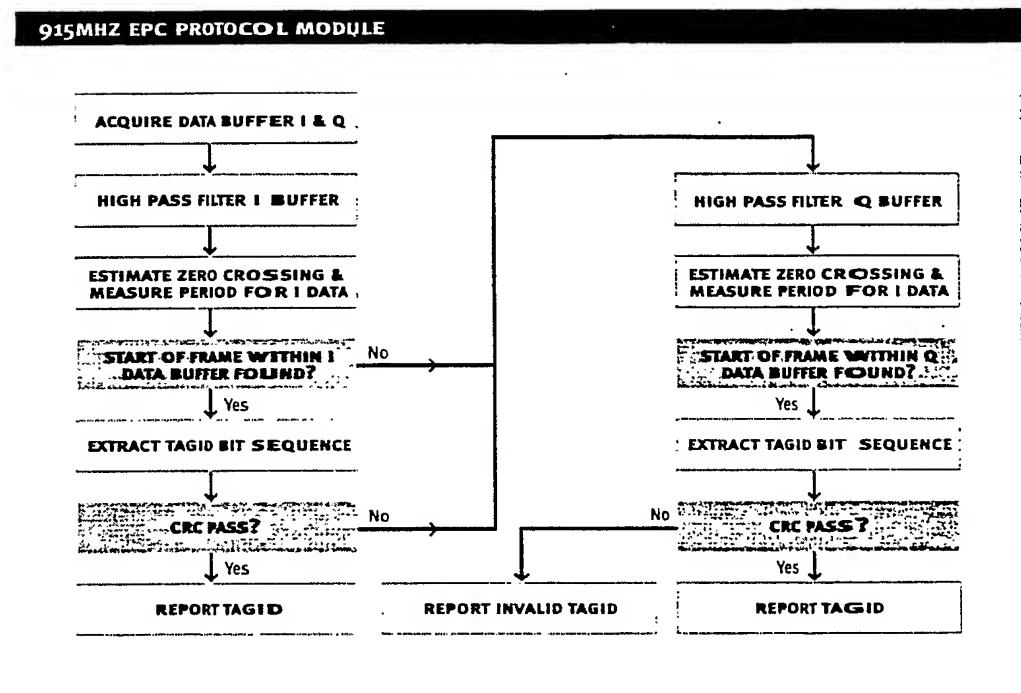 915MHZ EPC PROTOCOL MODULE
ACQUIRE DATA BUFFER I & Q
HIGH PASS FILTER I BUFFER
ESTIMATE ZERO CROSSING &
MEASURE PERIOD FOR I DATA
START OF FRAME WITHIN I
DATA BUFFER FOUND?
No
Yes
EXTRACT TAGID BIT SEQUENCE
CRC PASS?
No
Yes
REPORT TAGID
HIGH PASS FILTER Q BUFFER
ESTIMATE ZERO CROSSING &
MEASURE PERIOD FOR I DATA
START OF FRAME WITHIN Q
DATA BUFFER FOUND?
Yes
EXTRACT TAGID BIT SEQUENCE
CRC PASS?
No
Yes
REPORT INVALID TAGID
REPORT TAGID